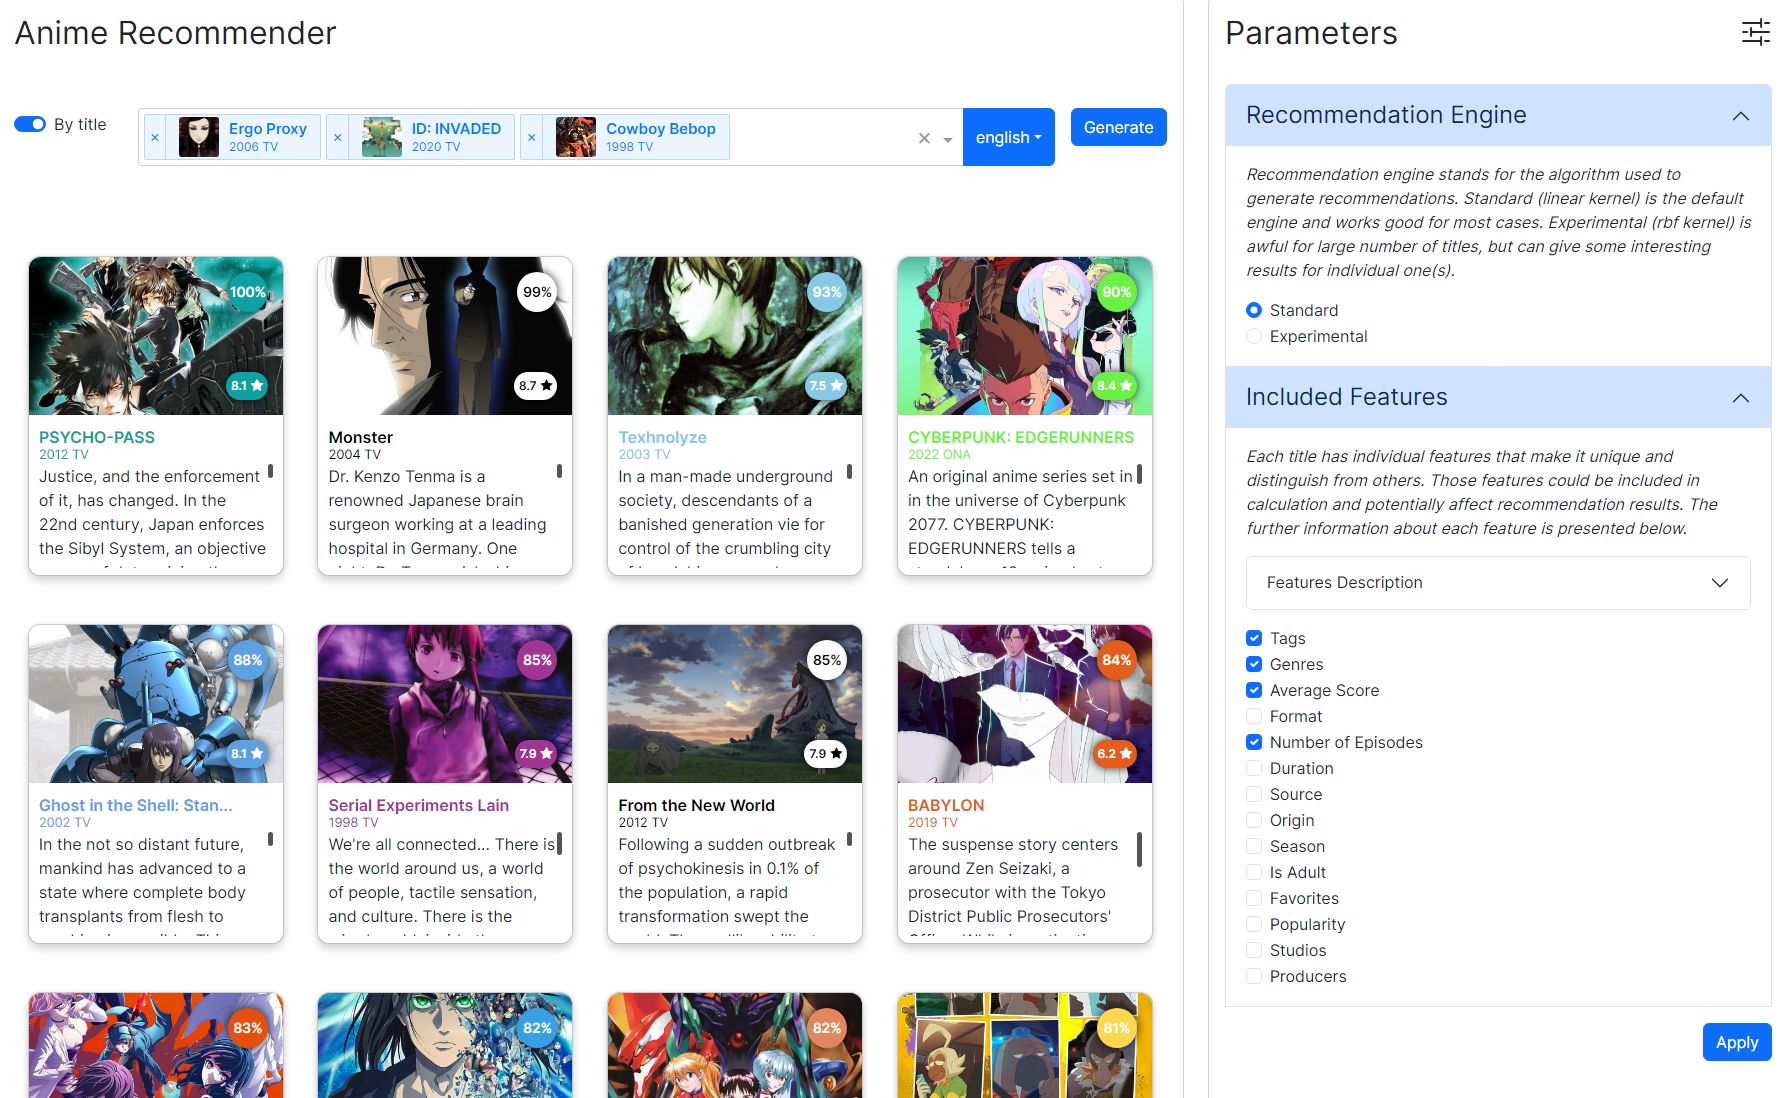 Anime Recommender
By title
× Ergo Proxy
2006 TV
× ID: INVADED
2020 TV
× Cowboy Bebop
1998 TV
english
Generate
100%
8.1
PSYCHO-PASS
2012 TV
Justice, and the enforcement
of it, has changed. In the
22nd century, Japan enforces
the Sibyl System, an objective
99%
8.7
Monster
2004 TV
Dr. Kenzo Tenma is a
renowned Japanese brain
surgeon working at a leading
hospital in Germany. One
93%
7.5
Texhnolyze
2003 TV
In a man-made underground
society, descendants of a
banished generation vie for
control of the crumbling city
90%
8.4
CYBERPUNK: EDGERUNNERS
2022 ONA
An original anime series set in
in the universe of Cyberpunk
2077. CYBERPUNK:
EDGERUNNERS tells a
88%
8.1
Ghost in the Shell: Stan...
2002 TV
In the not so distant future,
mankind has advanced to a
state where complete body
transplants from flesh to
85%
7.9
Serial Experiments Lain
1998 TV
We're all connected... There is
the world around us, a world
of people, tactile sensation,
and culture. There is the
85%
7.9
From the New World
2012 TV
Following a sudden outbreak
of psychokinesis in 0.1% of
the population, a rapid
transformation swept the
84%
6.2
BABYLON
2019 TV
The suspense story centers
around Zen Seizaki, a
prosecutor with the Tokyo
District Public Prosecutors'
83%
82%
82%
81%
Parameters
Recommendation Engine
Recommendation engine stands for the algorithm used to
generate recommendations. Standard (linear kernel) is the default
engine and works good for most cases. Experimental (rbf kernel) is
awful for large number of titles, but can give some interesting
results for individual one(s).
Standard
Experimental
Included Features
Each title has individual features that make it unique and
distinguish from others. Those features could be included in
calculation and potentially affect recommendation results. The
further information about each feature is presented below.
Features Description
Tags
Genres
Average Score
Format
Number of Episodes
Duration
Source
Origin
Season
Is Adult
Favorites
Popularity
Studios
Producers
Apply